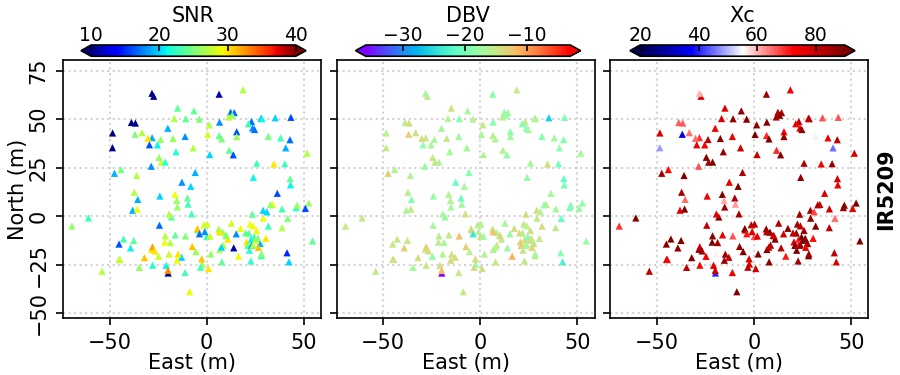 SNR DBV Xc
10 20 30 40 −30 −20 −10 20 40 60 80
75
50
25
0
−25
−50
North (m)
IR5209
−50 0 50 −50 0 50 −50 0 50
East (m) East (m) East (m)